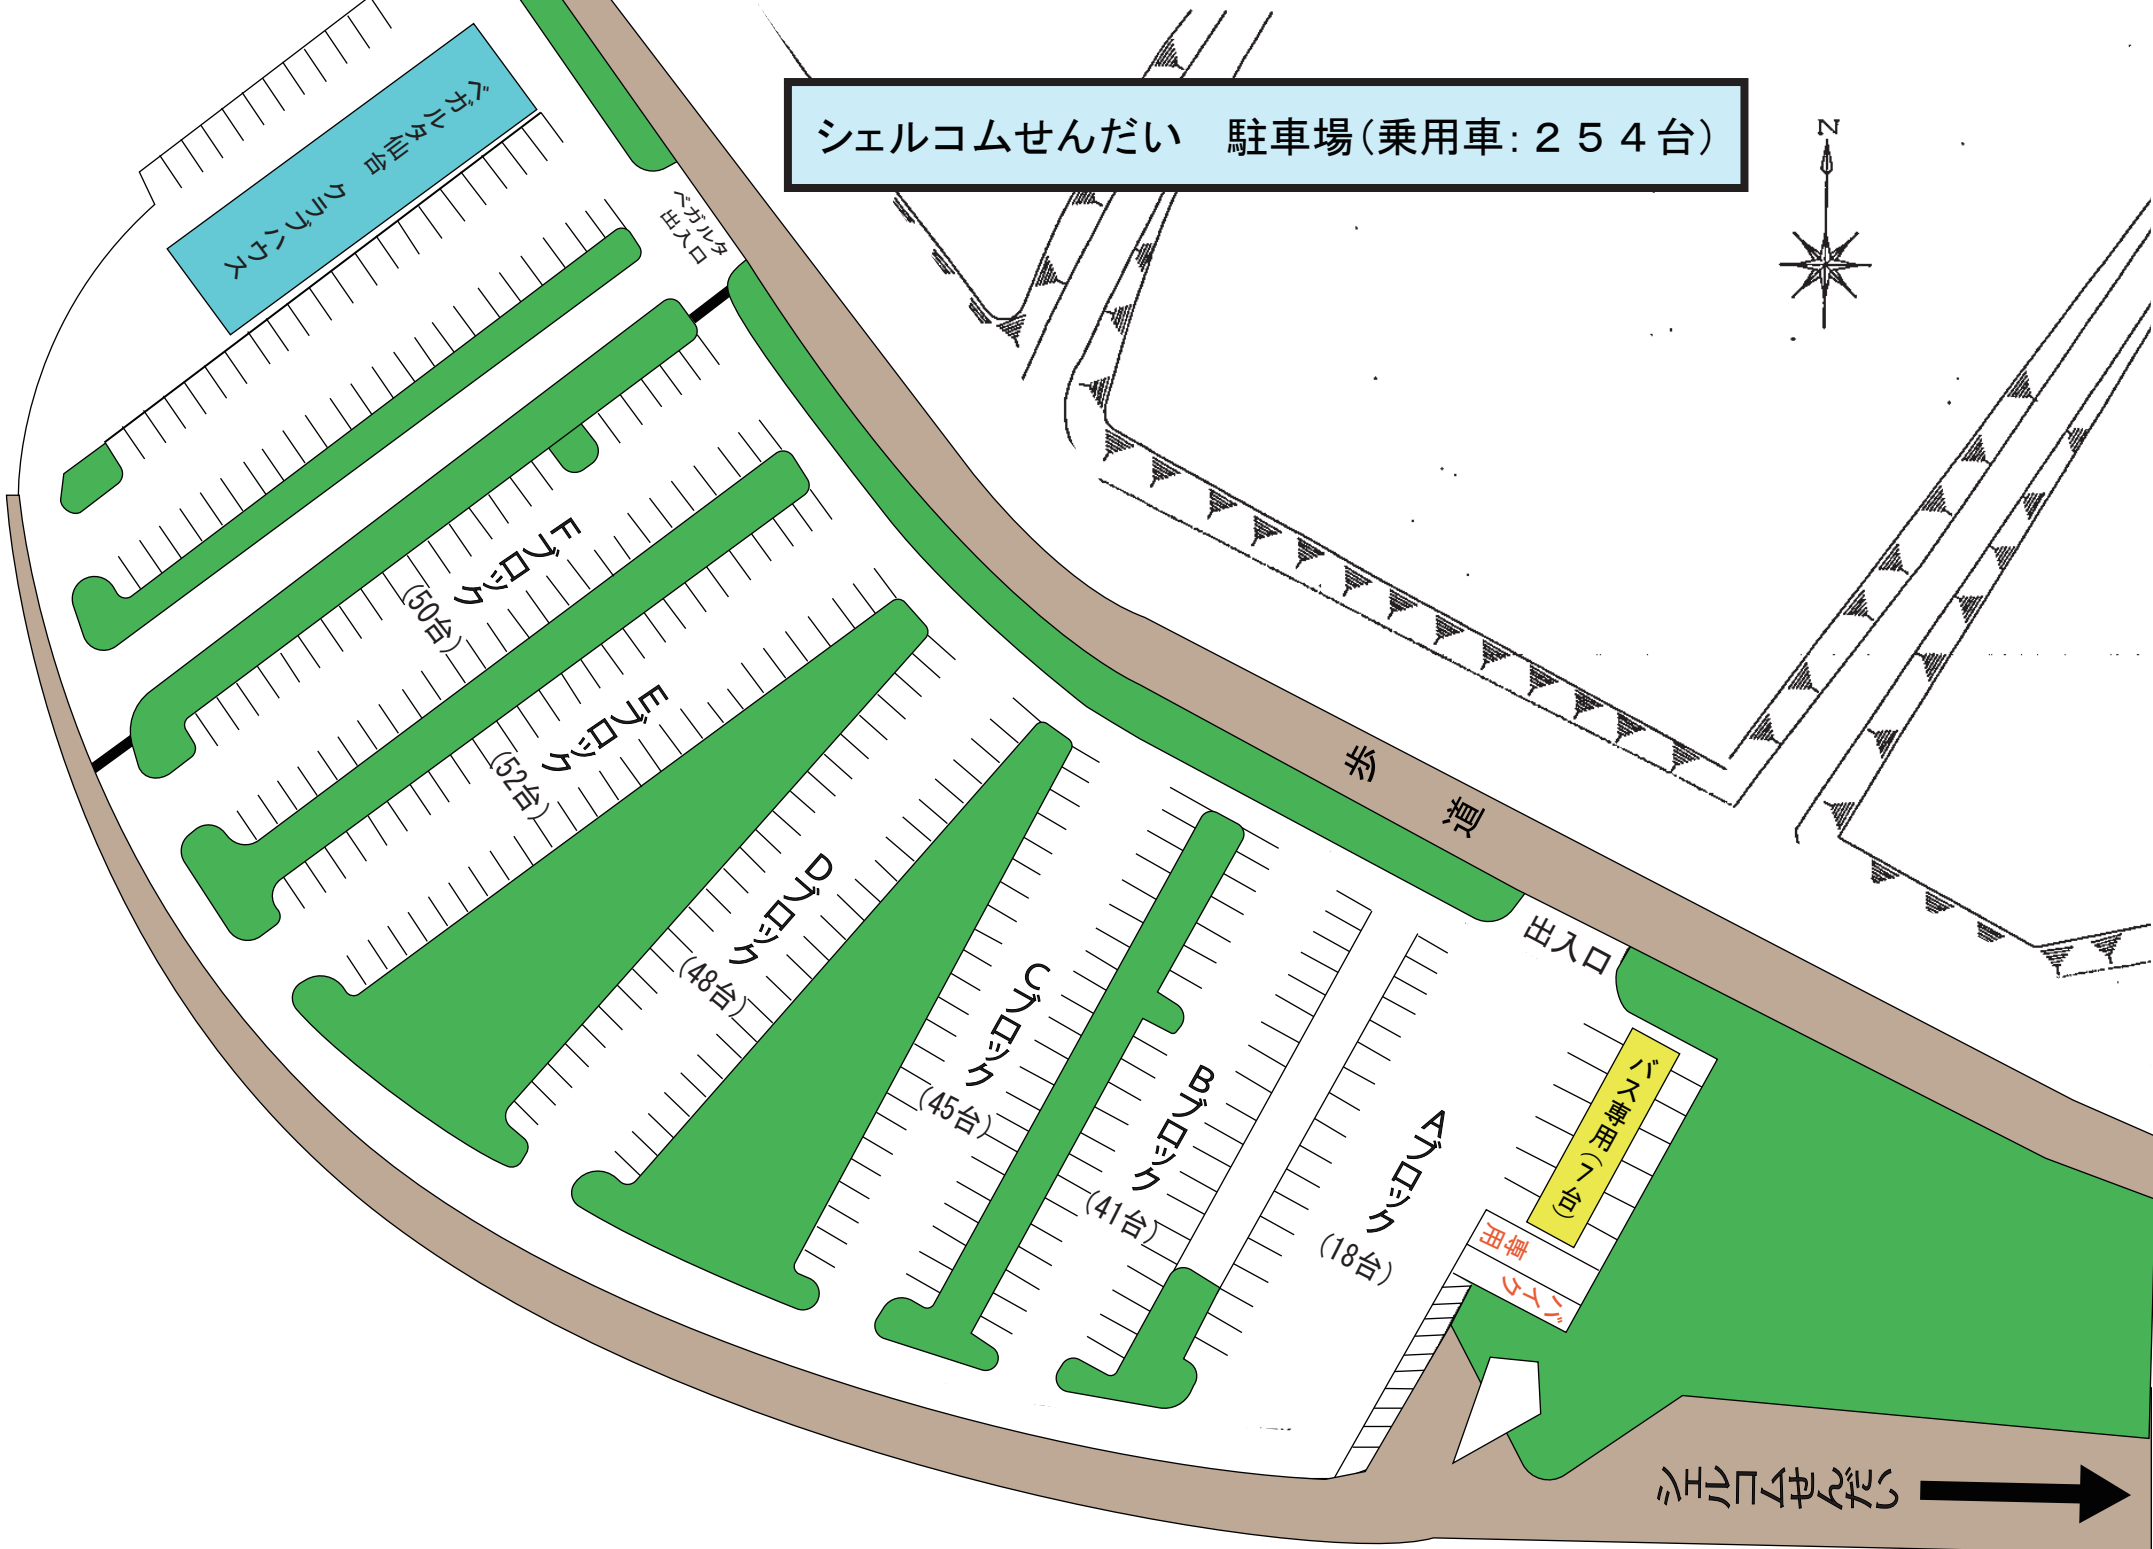 シェルコムせんだい　駐車場(乗用車:254台)
N
ベガルタ仙台　クラブハウス
ベガルタ
出入口
Fブロック
(50台)
Eブロック
(52台)
Dブロック
(48台)
Cブロック
(45台)
Bブロック
(41台)
Aブロック
(18台)
歩道
出入口
バス専用(7台)
バイク
専用
シェルコムせんだい